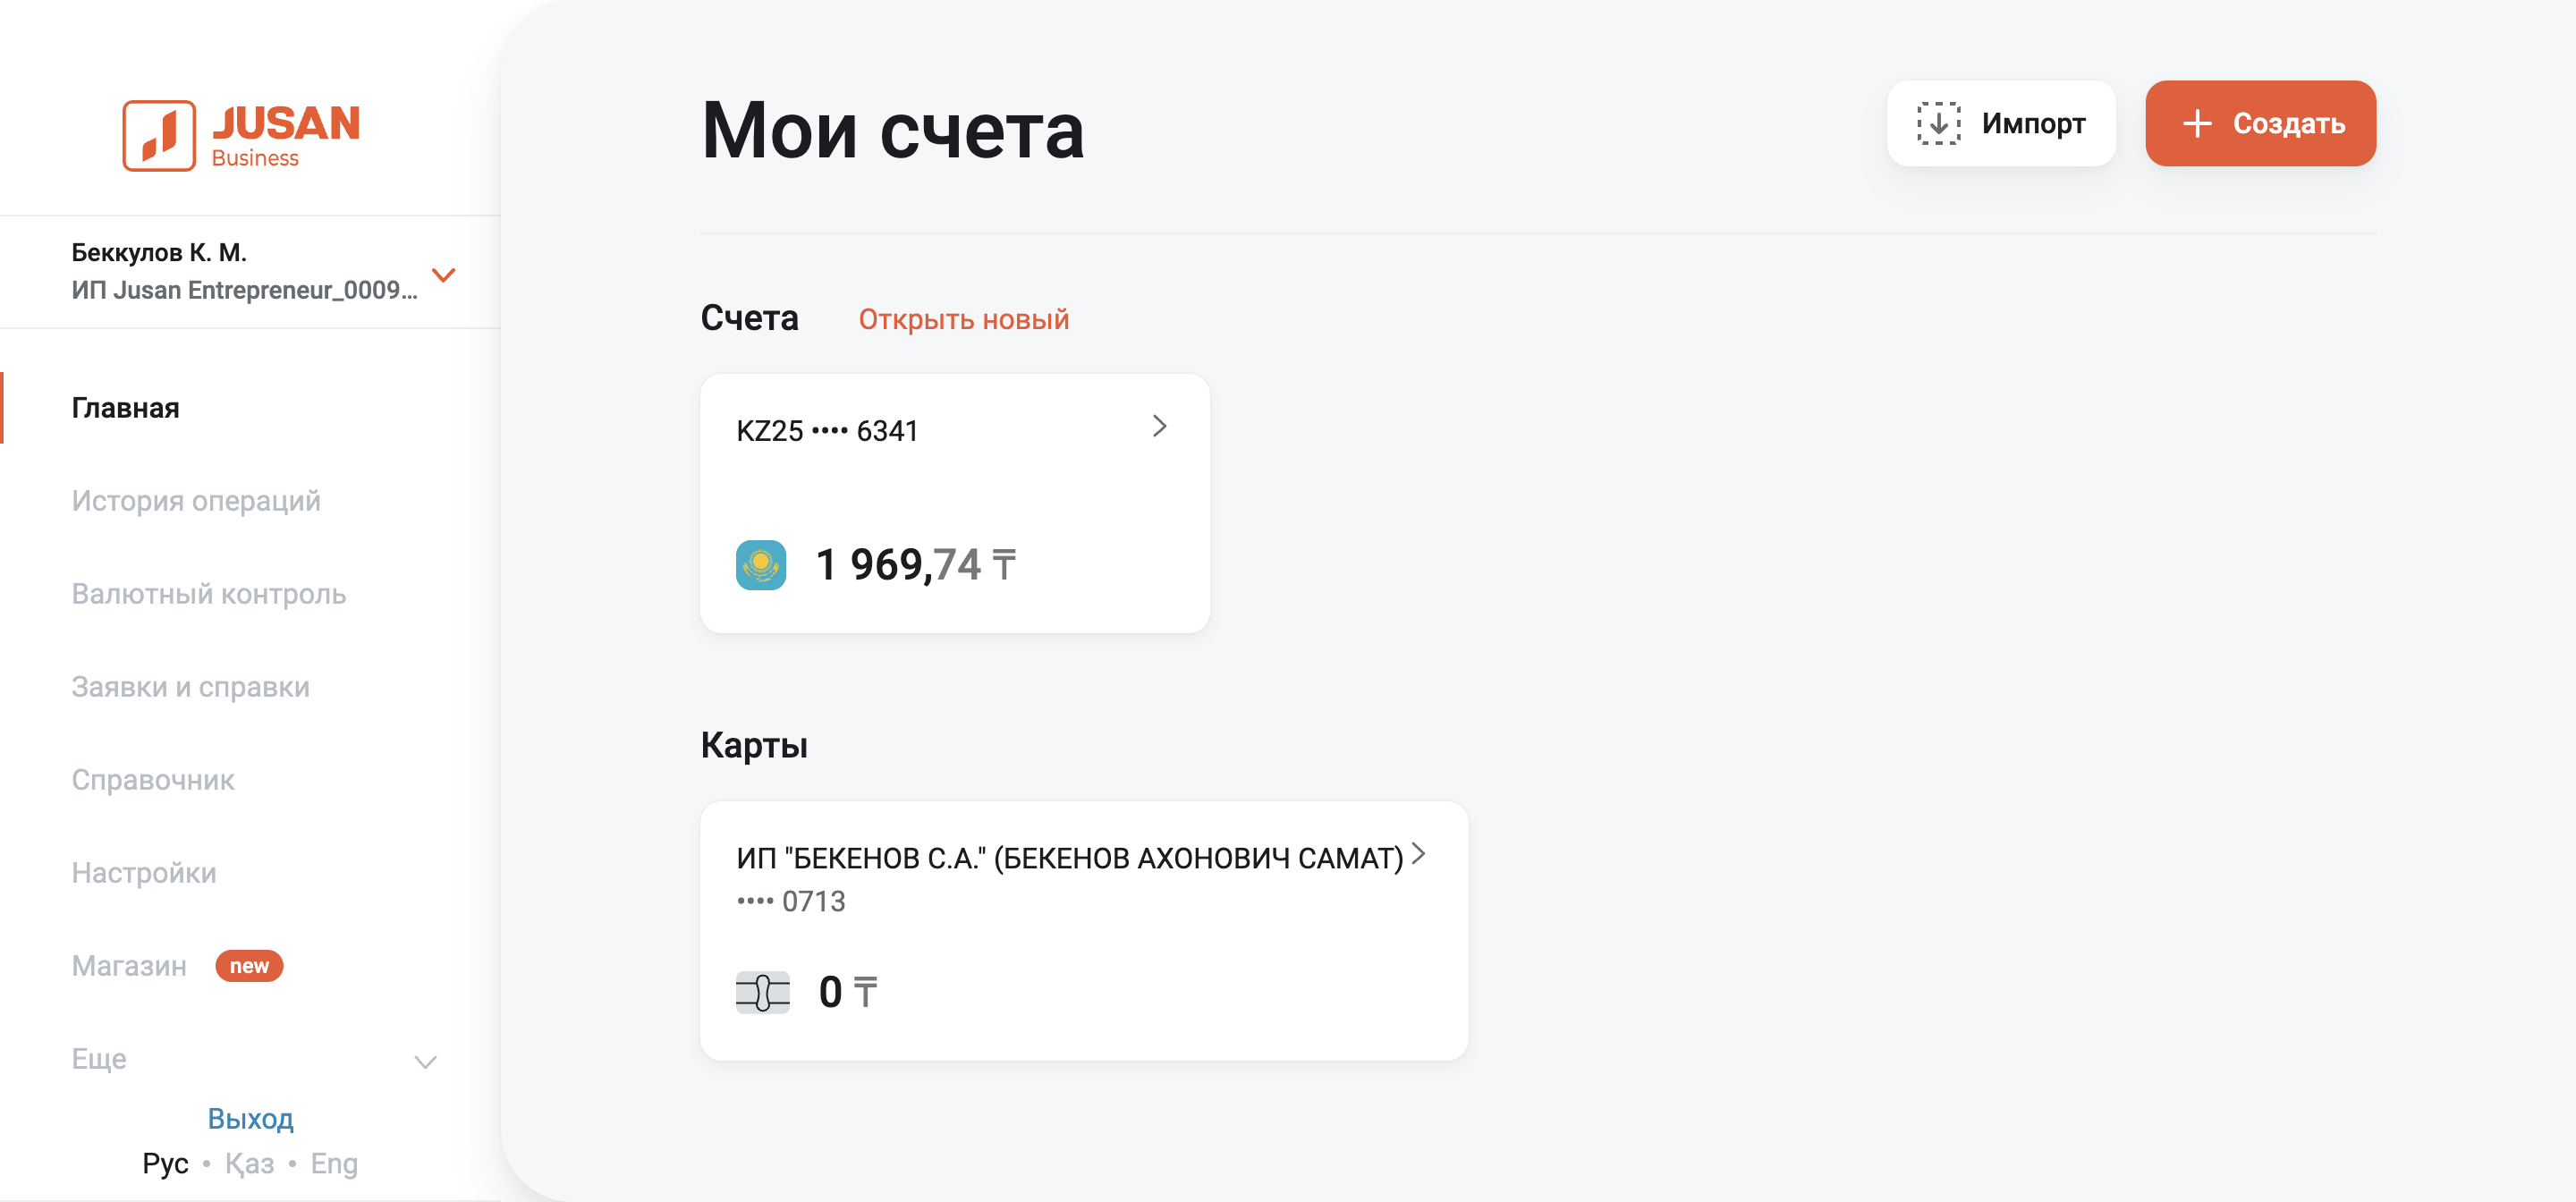 JUSAN
Business
Беккулов К. М.
ИП Jusan Entrepreneur_0009...
Главная
История операций
Валютный контроль
Заявки и справки
Справочник
Настройки
Магазин new
Еще
Выход
Рус • Қаз • Eng
Мои счета
Импорт
Создать
Счета Открыть новый
KZ25 •••• 6341
1 969,74 ₸
Карты
ИП "БЕКЕНОВ С.А." (БЕКЕНОВ АХОНОВИЧ САМАТ)
•••• 0713
0 ₸